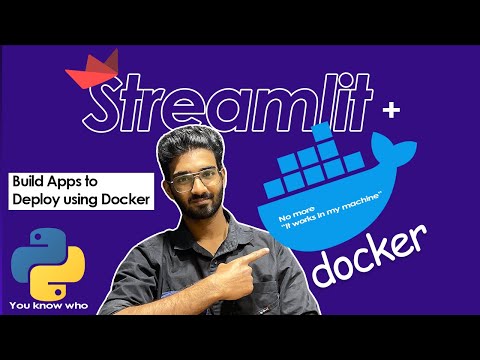 Streamlit +
Build Apps to
Deploy using Docker
No more
"It works in my machine"
docker
You know who